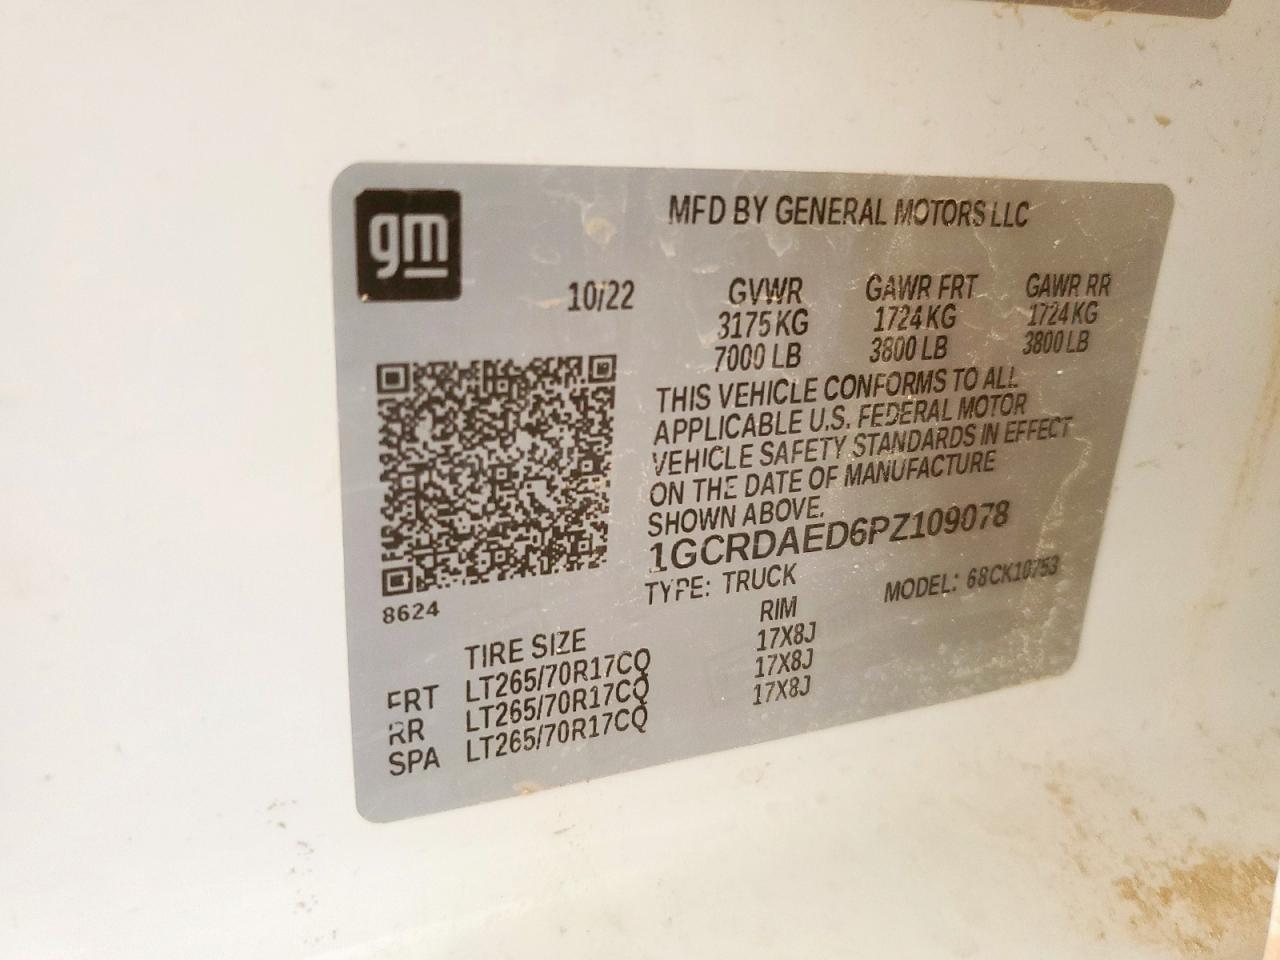 gm
MFD BY GENERAL MOTORS LLC
10/22
GVWR GAWR FRT GAWR RR
3175 KG 1724 KG 1724 KG
7000 LB 3800 LB 3800 LB
THIS VEHICLE CONFORMS TO ALL
APPLICABLE U.S. FEDERAL MOTOR
VEHICLE SAFETY STANDARDS IN EFFECT
ON THE DATE OF MANUFACTURE
SHOWN ABOVE.
1GCRDAED6PZ109078
TYPE: TRUCK MODEL: 68CK10753
8624
TIRE SIZE RIM
FRT LT265/70R17CQ 17X8J
RR LT265/70R17CQ 17X8J
SPA LT265/70R17CQ 17X8J